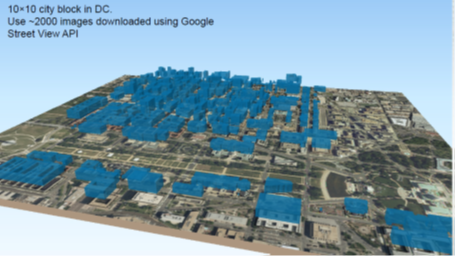 10×10 city block in DC.
Use ~2000 images downloaded using Google
Street View API